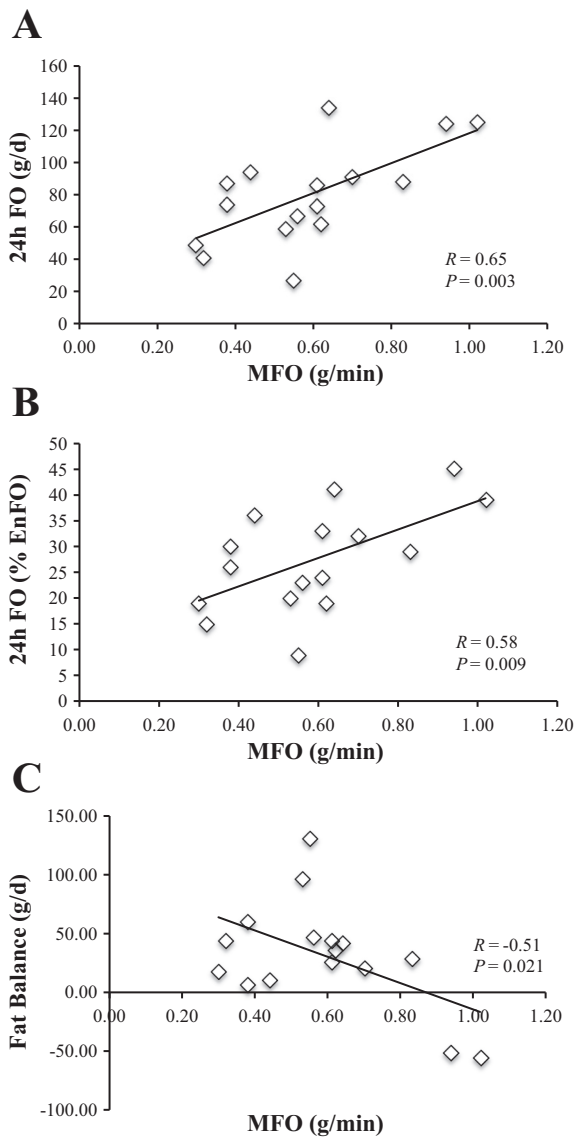 A
160
140
120
100
80
60
40
20
0
24h FO (g/d)
R = 0.65
P = 0.003
0.00 0.20 0.40 0.60 0.80 1.00 1.20
MFO (g/min)
B
50
45
40
35
30
25
20
15
10
5
0
24h FO (% EnFO)
R = 0.58
P = 0.009
0.00 0.20 0.40 0.60 0.80 1.00 1.20
MFO (g/min)
C
150.00
100.00
50.00
0.00
-50.00
-100.00
Fat Balance (g/d)
R = -0.51
P = 0.021
0.00 0.20 0.40 0.60 0.80 1.00 1.20
MFO (g/min)